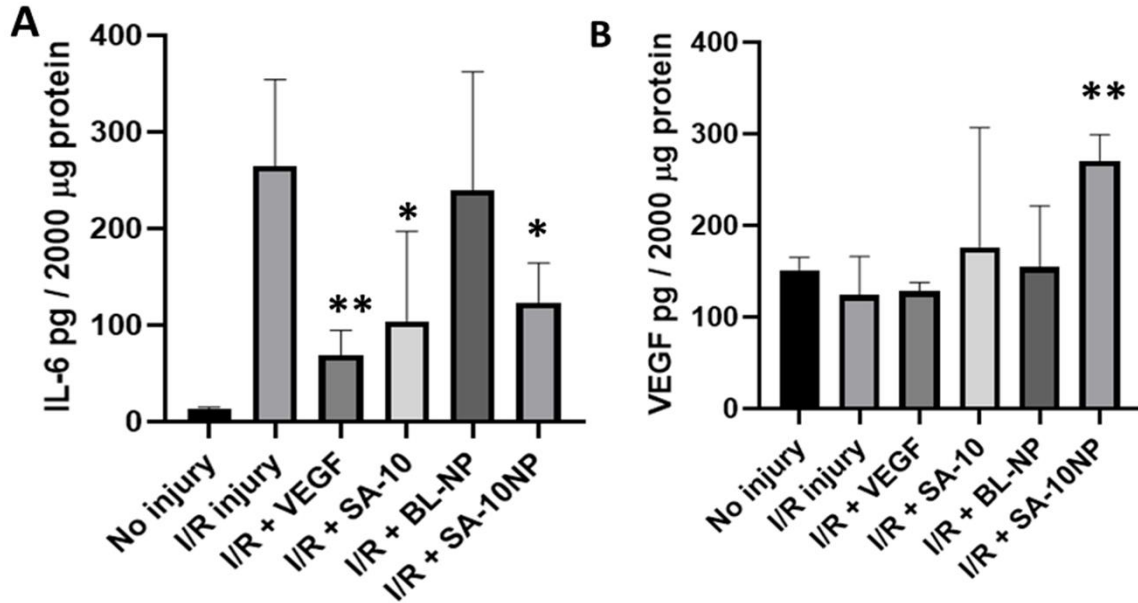 A
IL-6 pg / 2000 μg protein
400
300
200
100
0
**
*
*
No injury
I/R injury
I/R + VEGF
I/R + SA-10
I/R + BL-NP
I/R + SA-10NP
B
VEGF pg / 2000 μg protein
400
300
200
100
0
**
No injury
I/R injury
I/R + VEGF
I/R + SA-10
I/R + BL-NP
I/R + SA-10NP